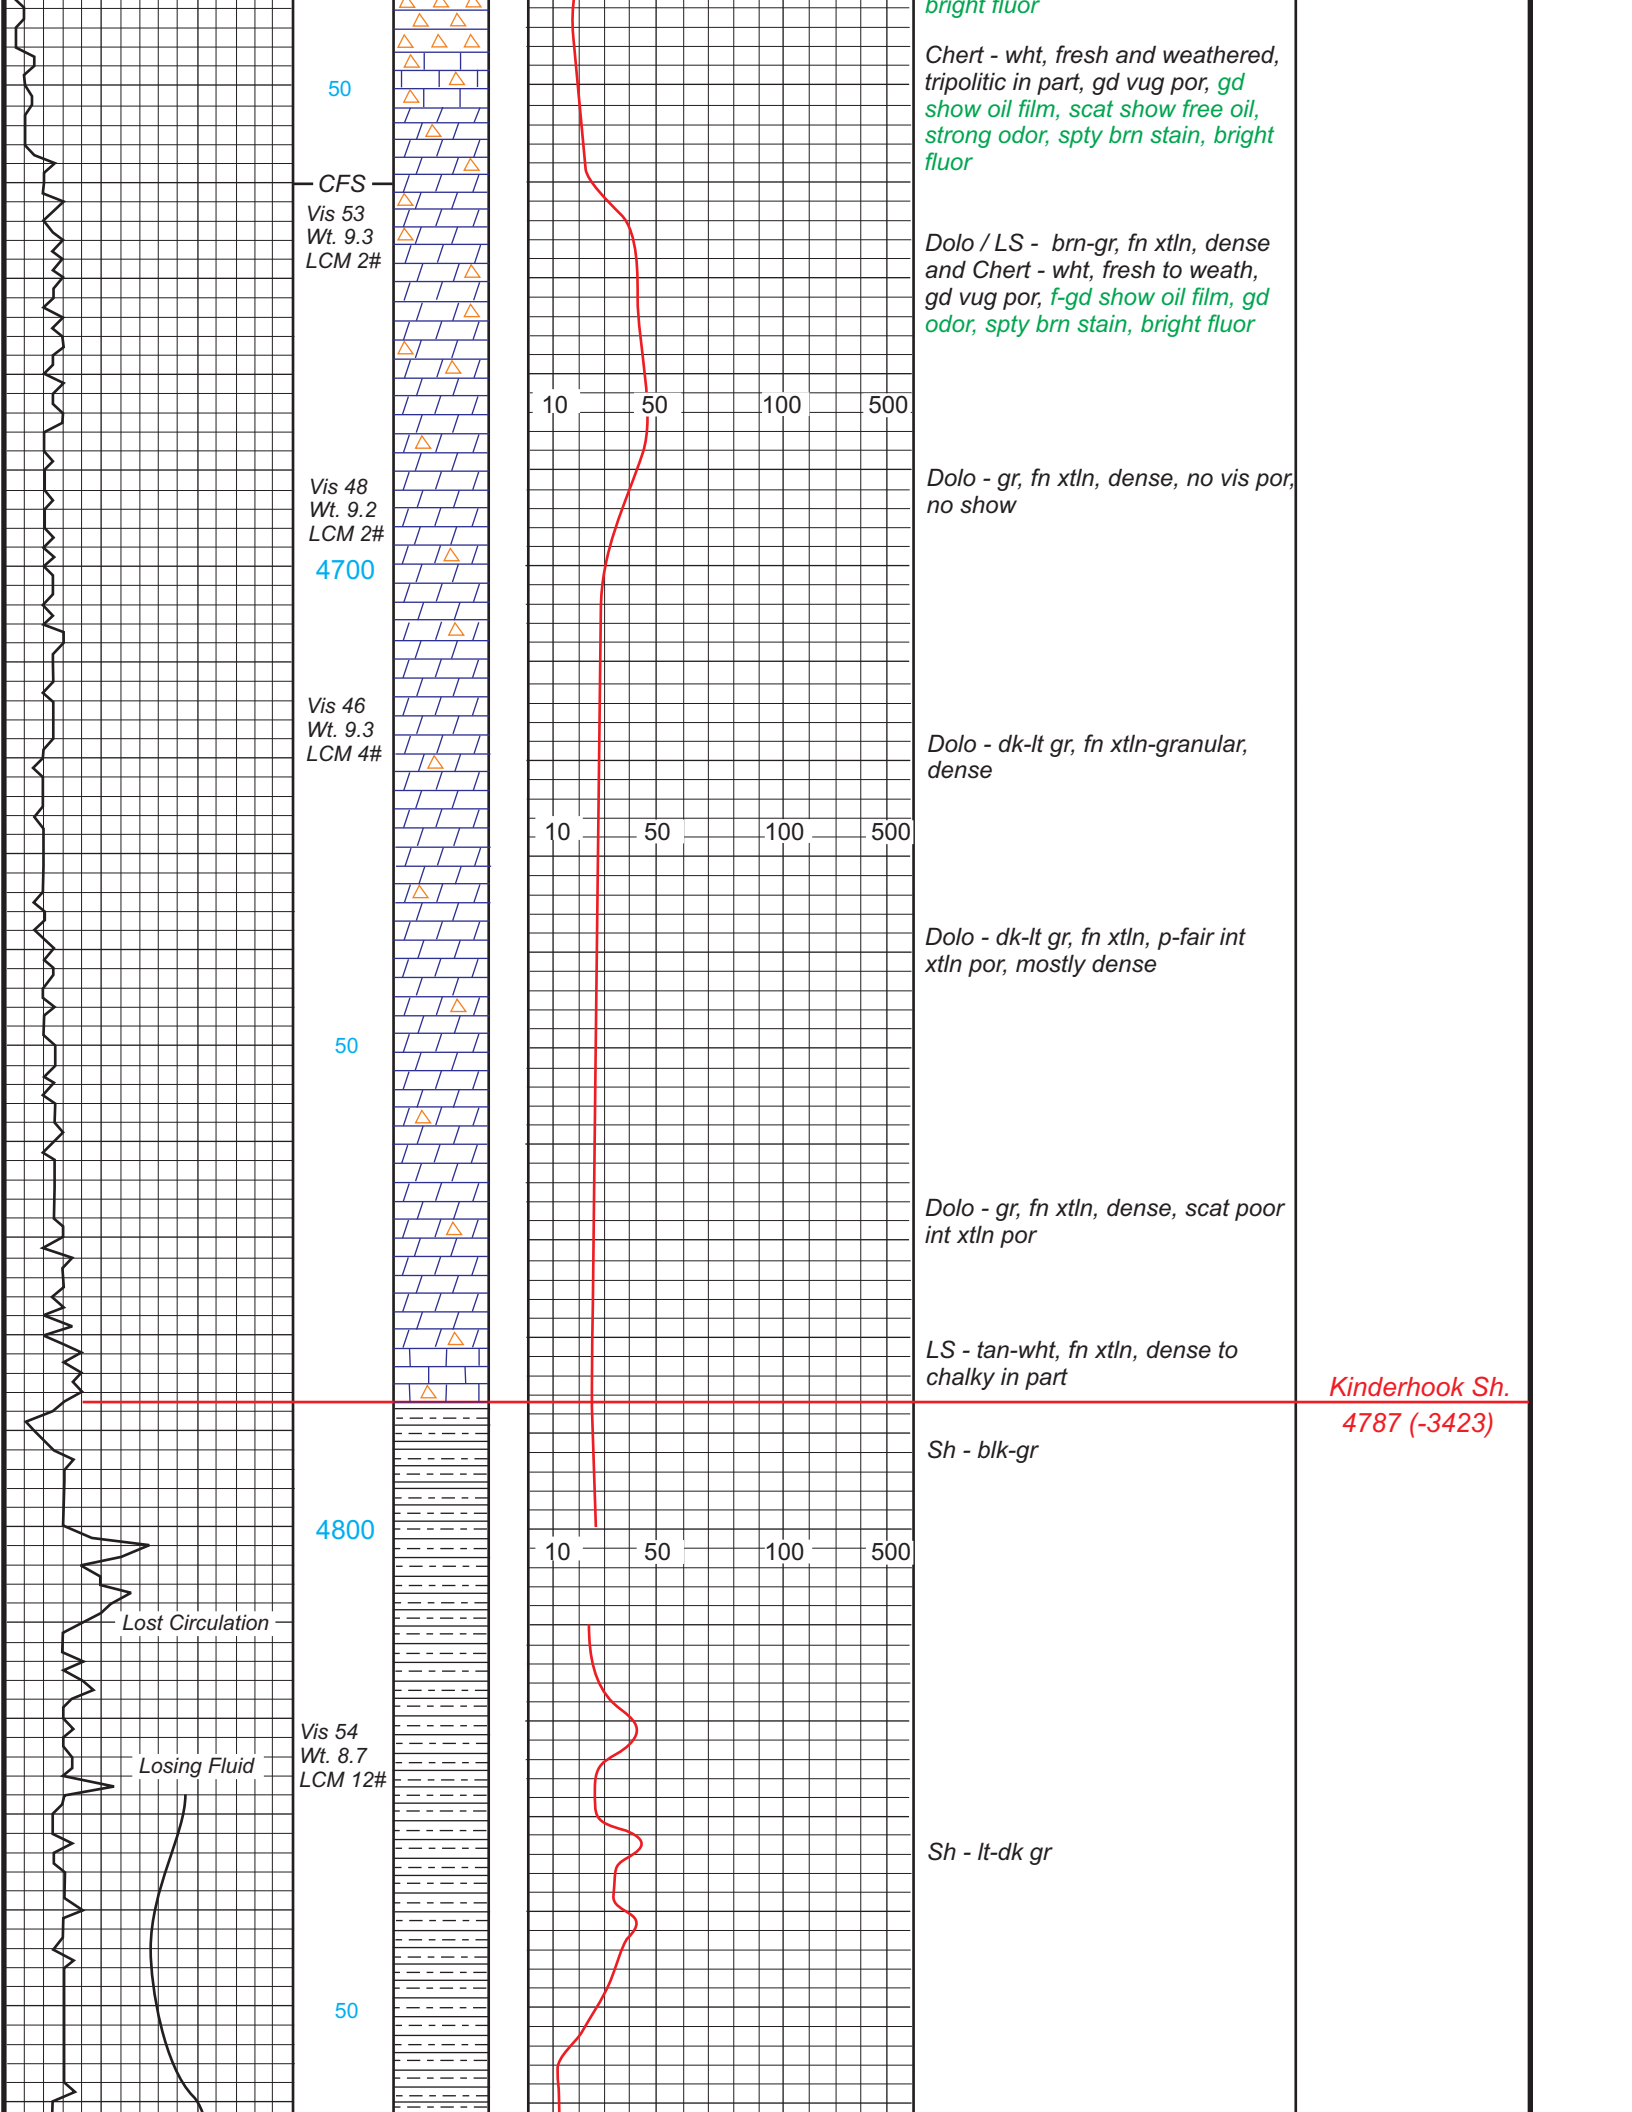 bright fluor
Chert - wht, fresh and weathered,
tripolitic in part, gd vug por, gd
show oil film, scat show free oil,
strong odor, spty brn stain, bright
fluor
50
CFS
Vis 53
Wt. 9.3
LCM 2#
Dolo / LS - brn-gr, fn xtln, dense
and Chert - wht, fresh to weath,
gd vug por, f-gd show oil film, gd
odor, spty brn stain, bright fluor
10 50 100 500
Vis 48
Wt. 9.2
LCM 2#
Dolo - gr, fn xtln, dense, no vis por,
no show
4700
Vis 46
Wt. 9.3
LCM 4#
Dolo - dk-lt gr, fn xtln-granular,
dense
10 50 100 500
Dolo - dk-lt gr, fn xtln, p-fair int
xtln por, mostly dense
50
Dolo - gr, fn xtln, dense, scat poor
int xtln por
LS - tan-wht, fn xtln, dense to
chalky in part
Kinderhook Sh.
4787 (-3423)
Sh - blk-gr
4800
10 50 100 500
Lost Circulation
Vis 54
Wt. 8.7
LCM 12#
Losing Fluid
Sh - lt-dk gr
50